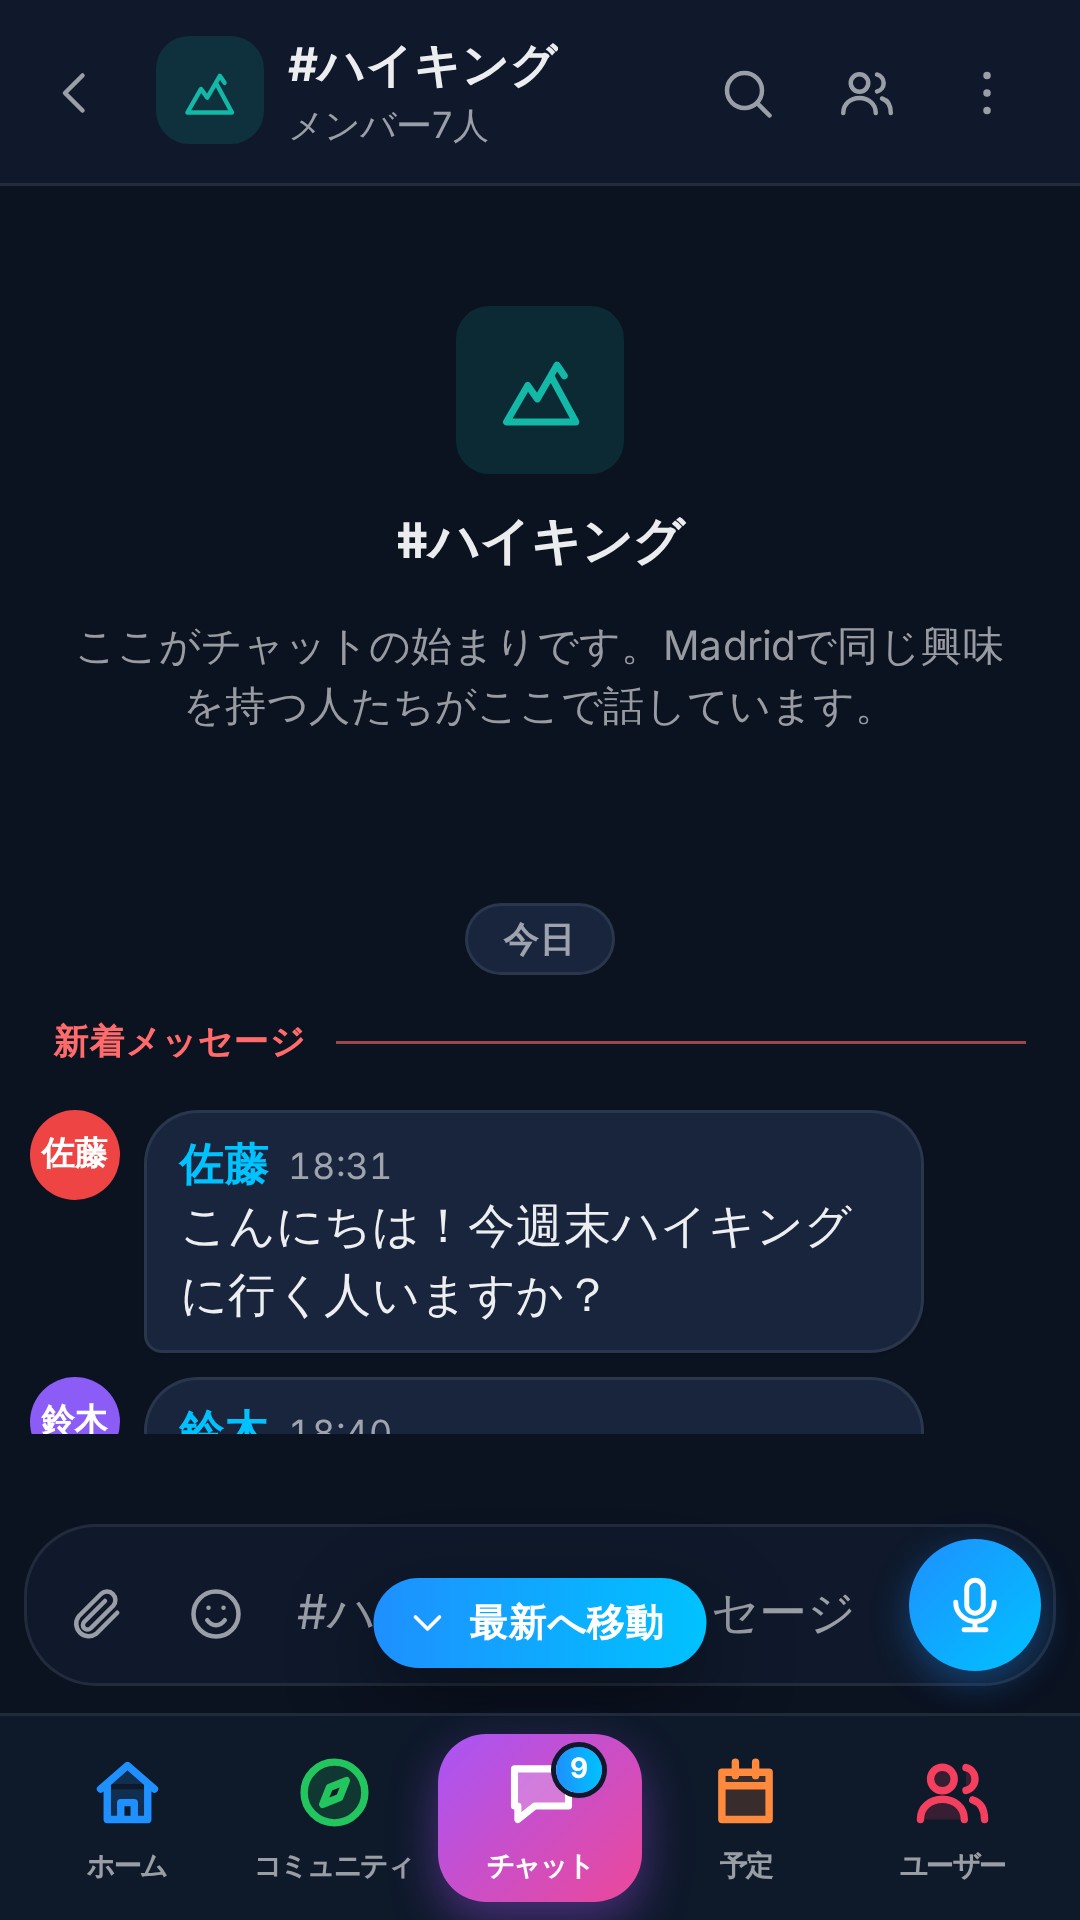 #ハイキング
メンバー7人
#ハイキング
ここがチャットの始まりです。Madridで同じ興味
を持つ人たちがここで話しています。
今日
新着メッセージ
佐藤
佐藤 18:31
こんにちは！今週末ハイキング
に行く人いますか？
鈴木
鈴木 18:40
#ハ
最新へ移動
セージ
9
ホーム
コミュニティ
チャット
予定
ユーザー